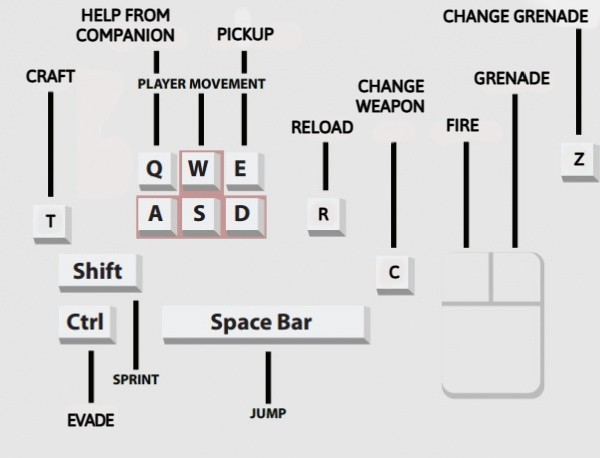 HELP FROM
COMPANION
PICKUP
CHANGE GRENADE
CRAFT
PLAYER MOVEMENT
CHANGE
WEAPON
GRENADE
RELOAD
FIRE
Q W E
Z
A S D
R
T
Shift
C
Ctrl
Space Bar
SPRINT
EVADE
JUMP